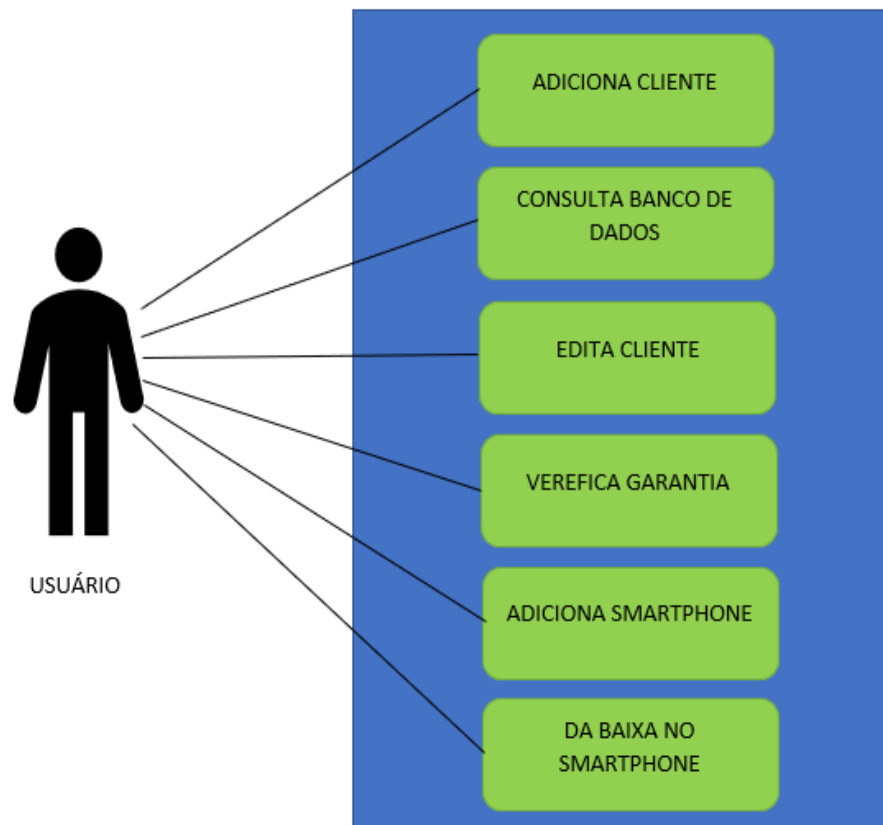 ADICIONA CLIENTE
CONSULTA BANCO DE
DADOS
EDITA CLIENTE
VEREFICA GARANTIA
USUÁRIO
ADICIONA SMARTPHONE
DA BAIXA NO
SMARTPHONE